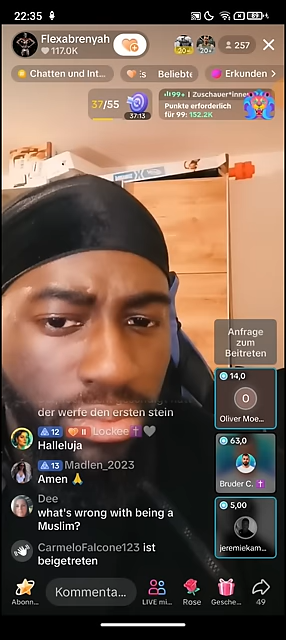 22:35
89
Flexabrenyah
117.0K
20+
20+
257
Chatten und Int...
Beliebte
Erkunden >
37/55
37:13
99+ | Zuschauer*innen
Punkte erforderlich
für 99: 152.2K
Anfrage
zum
Beitreten
14,0
O
Oliver Moe...
63,0
Bruder C. ✝️
5,00
jeremiekam...
der werfe den ersten stein
12 Lockee✝️🩶
Halleluja
13 Madlen_2023
Amen 🙏
Dee
what's wrong with being a
Muslim?
CarmeloFalcone123 ist
beigetreten
Abonn...
Kommenta...
LIVE mi...
Rose
Gesche...
49